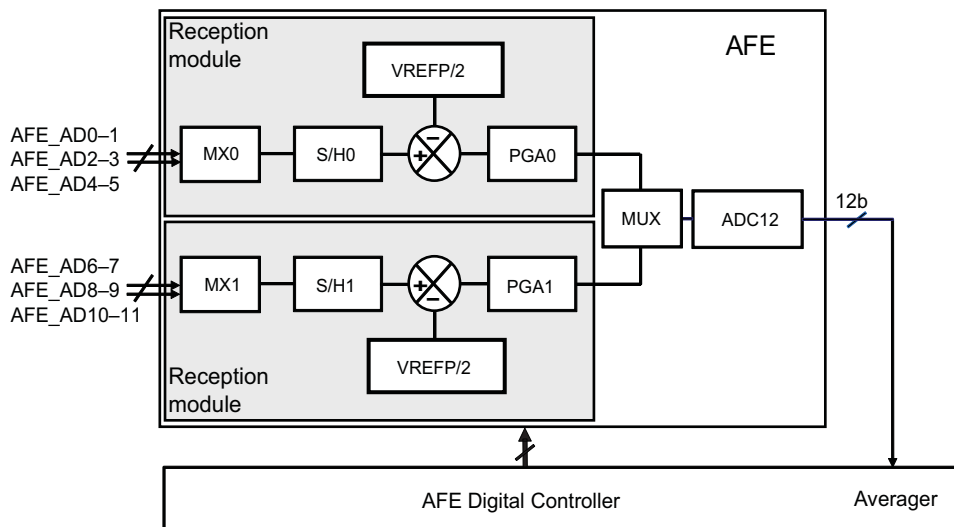 Reception
module
AFE
VREFP/2
AFE_AD0–1
AFE_AD2–3
AFE_AD4–5
MX0
S/H0
−
+
PGA0
MUX
ADC12
12b
AFE_AD6–7
AFE_AD8–9
AFE_AD10–11
MX1
S/H1
+
−
PGA1
VREFP/2
Reception
module
AFE Digital Controller
Averager